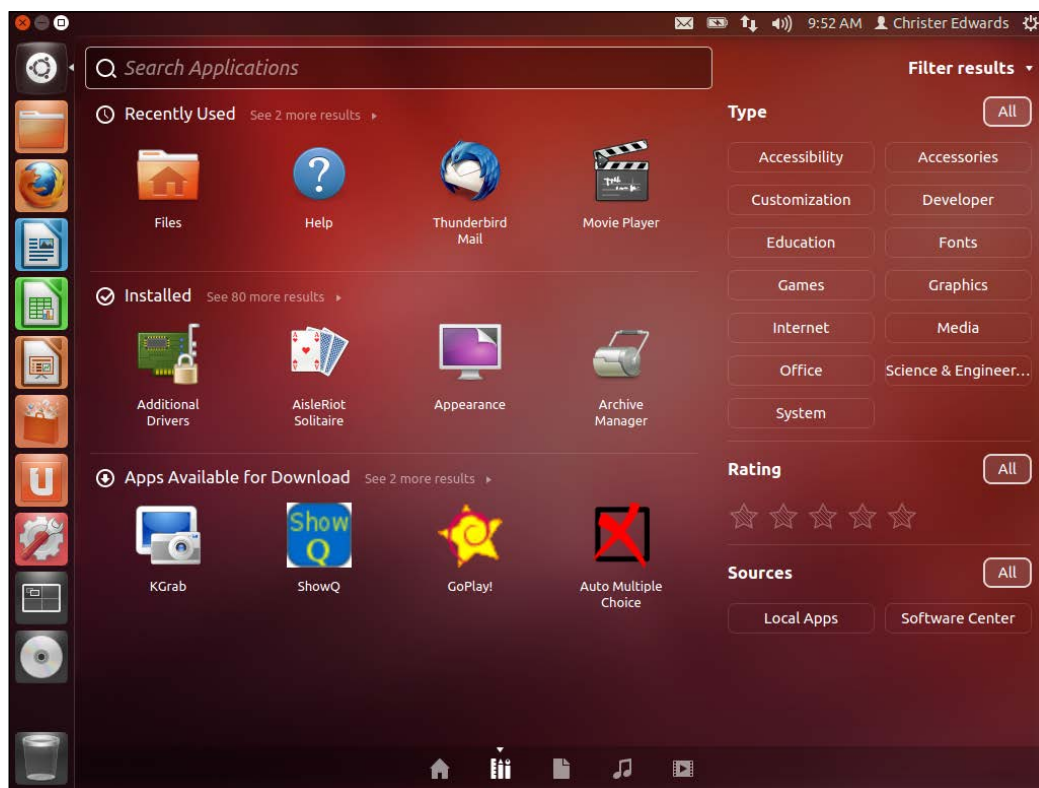 9:52 AM Christer Edwards
Search Applications
Filter results
Recently Used See 2 more results
Files
Help
Thunderbird
Mail
Movie Player
Installed See 80 more results
Additional
Drivers
AisleRiot
Solitaire
Appearance
Archive
Manager
Apps Available for Download See 2 more results
Show
Q
KGrab
ShowQ
GoPlay!
Auto Multiple
Choice
Type All
Accessibility Accessories
Customization Developer
Education Fonts
Games Graphics
Internet Media
Office Science & Engineer...
System
Rating All
Sources All
Local Apps Software Center